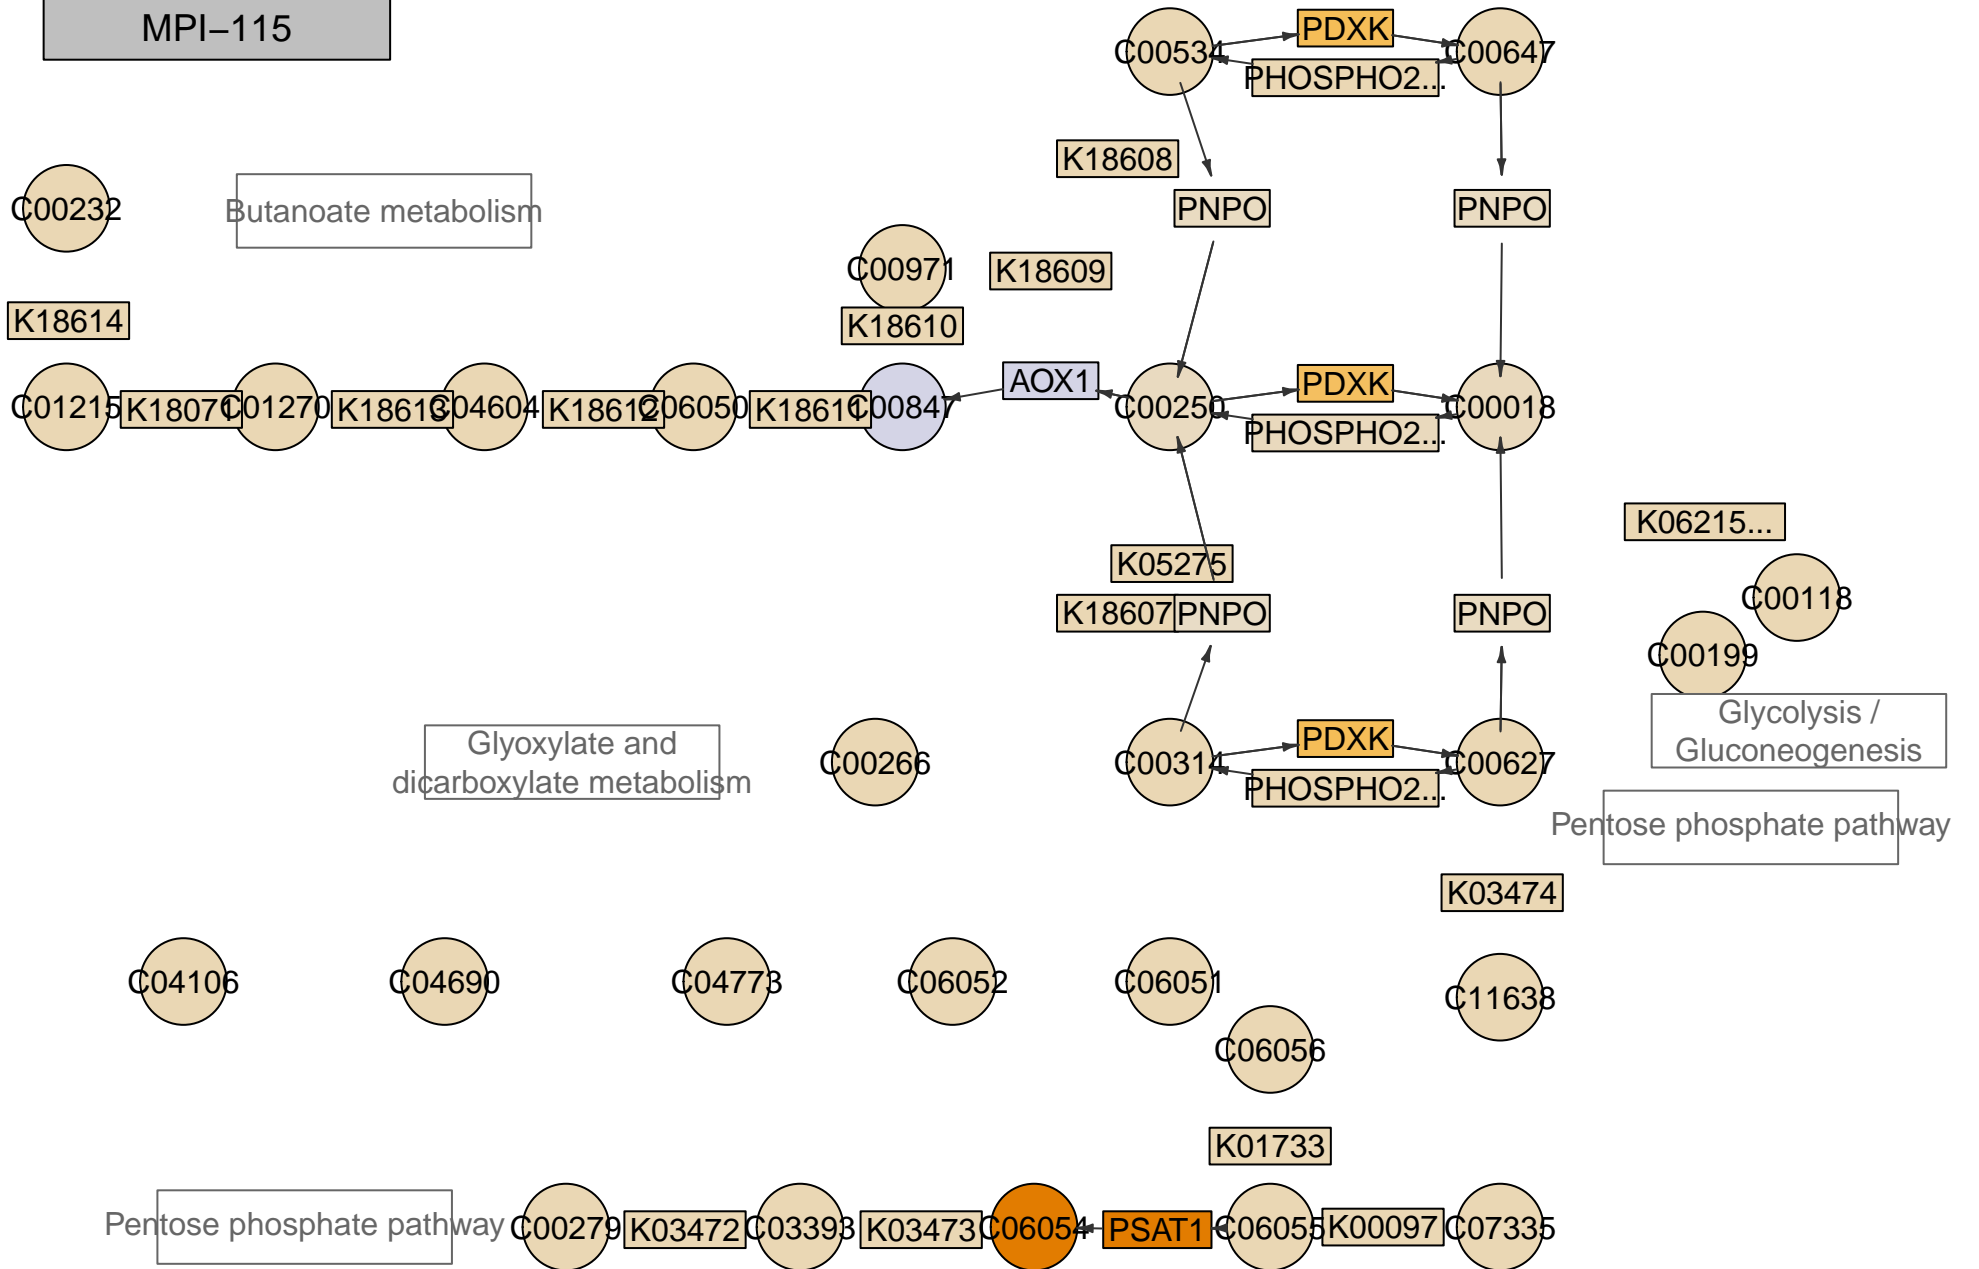 MPI–115
C00534
PDXK
C00647
PHOSPHO2...
K18608
C00232
Butanoate metabolism
PNPO
PNPO
C00971
K18609
K18614
K18610
C01215
K18071
C01270
K18613
C04604
K18612
C06050
K18611
C00847
AOX1
C00250
PDXK
PHOSPHO2...
C00018
K06215...
K05275
C00118
K18607
PNPO
PNPO
C00199
Glycolysis /
Gluconeogenesis
Glyoxylate and
dicarboxylate metabolism
C00266
C00314
PDXK
PHOSPHO2...
C00627
Pentose phosphate pathway
K03474
C04106
C04690
C04773
C06052
C06051
C11638
C06056
K01733
Pentose phosphate pathway
C00279
K03472
C03393
K03473
C06054
PSAT1
C06055
K00097
C07335